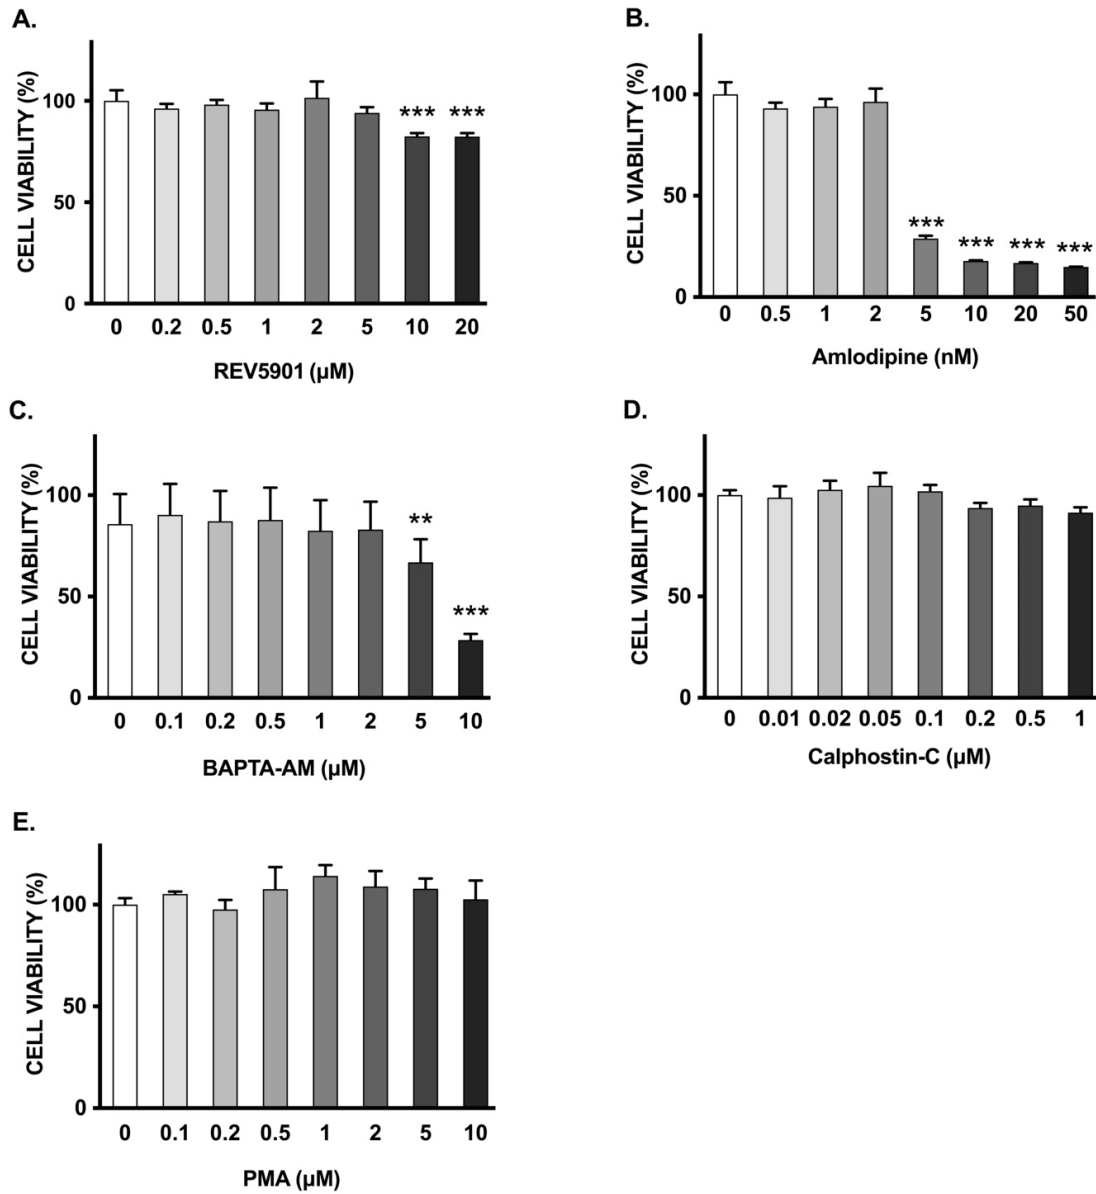 A.
CELL VIABILITY (%)
100
50
0
*** ***
0 0.2 0.5 1 2 5 10 20
REV5901 (µM)
B.
CELL VIABILITY (%)
100
50
0
*** *** *** ***
0 0.5 1 2 5 10 20 50
Amlodipine (nM)
C.
CELL VIABILITY (%)
100
50
0
**
***
0 0.1 0.2 0.5 1 2 5 10
BAPTA-AM (µM)
D.
CELL VIABILITY (%)
100
50
0
0 0.01 0.02 0.05 0.1 0.2 0.5 1
Calphostin-C (µM)
E.
CELL VIABILITY (%)
100
50
0
0 0.1 0.2 0.5 1 2 5 10
PMA (µM)